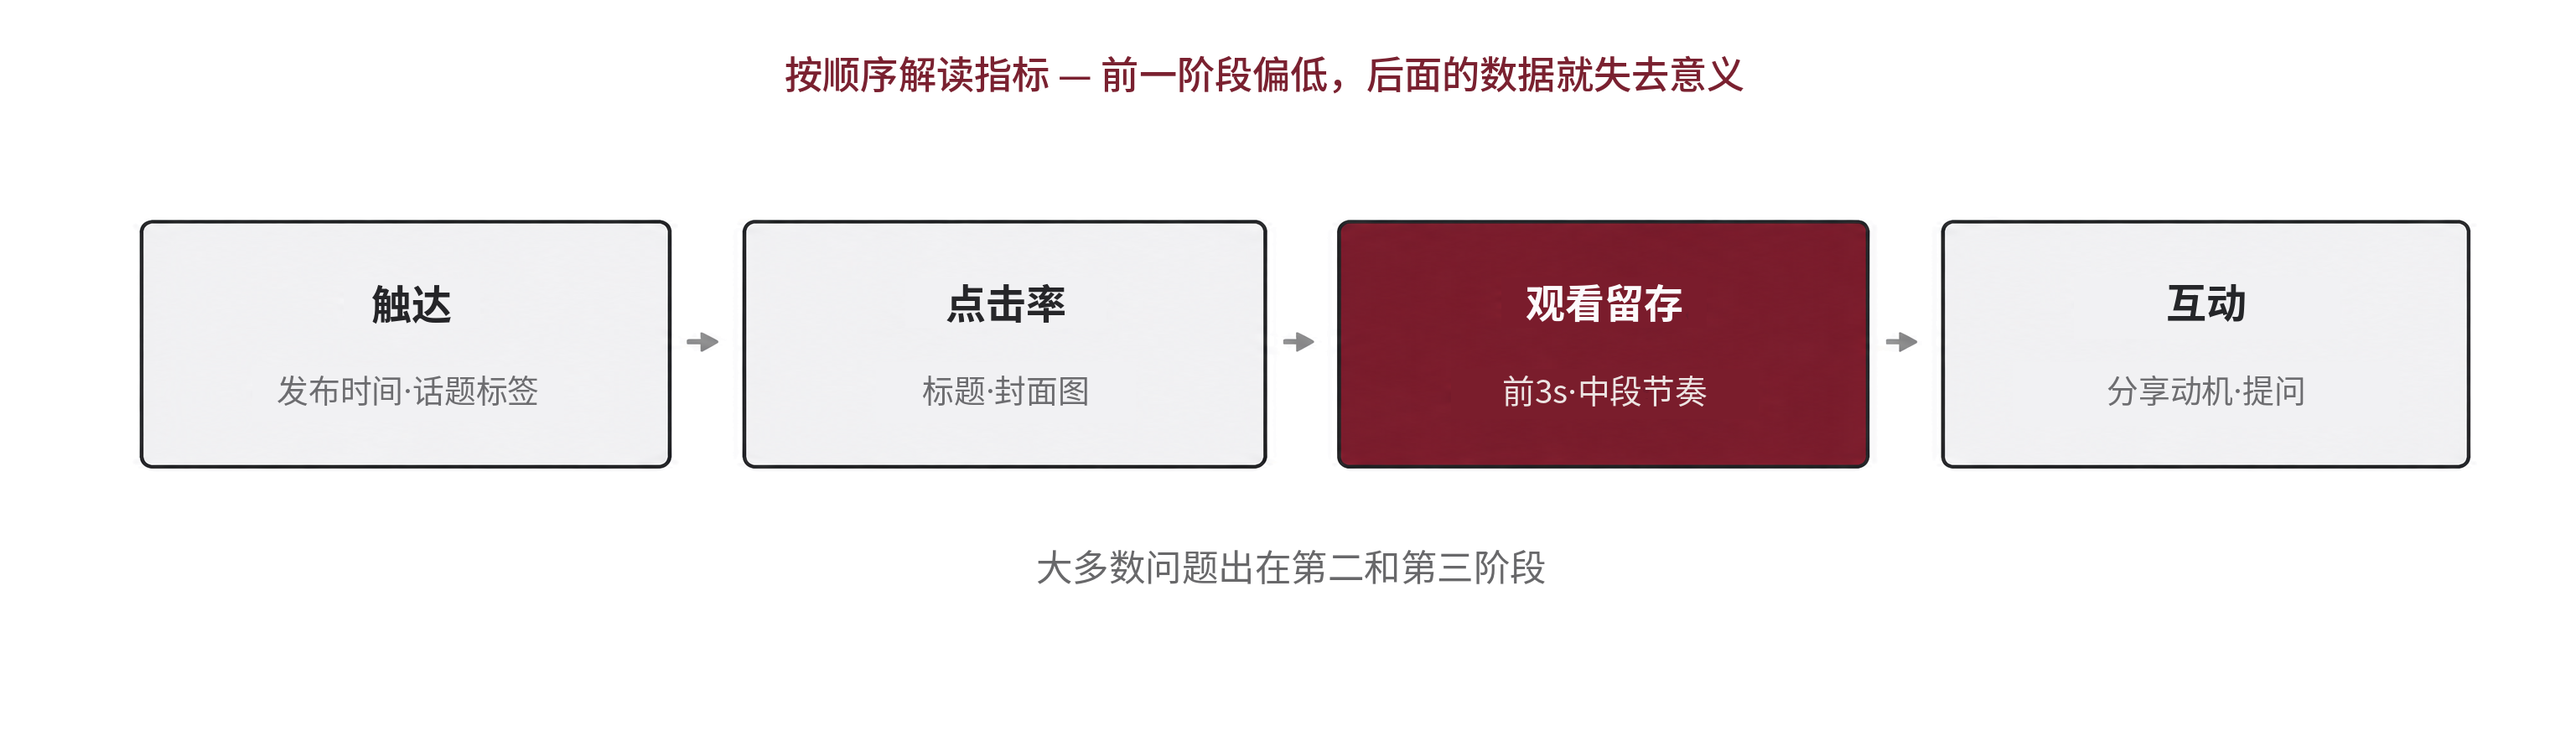 按顺序解读指标 — 前一阶段偏低，后面的数据就失去意义
触达
发布时间·话题标签
点击率
标题·封面图
观看留存
前3s·中段节奏
互动
分享动机·提问
大多数问题出在第二和第三阶段